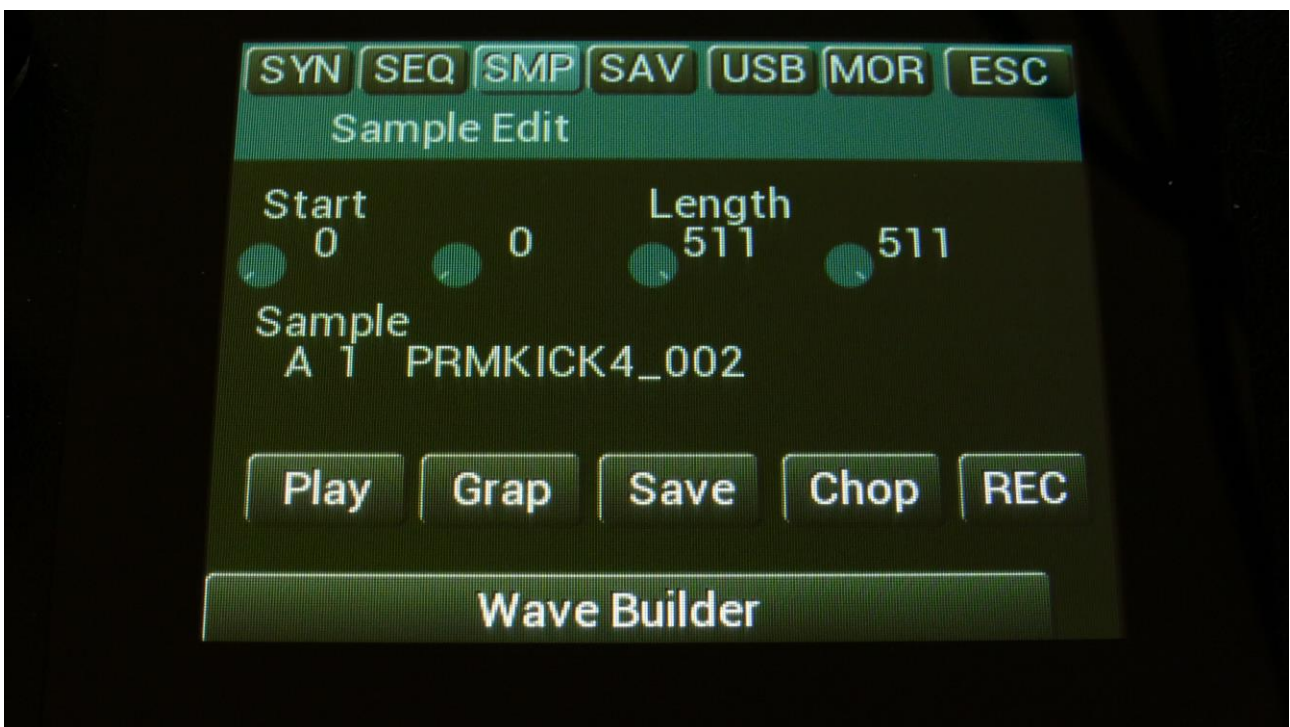 SYN SEQ SMP SAV USB MOR ESC
Sample Edit
Start Length
0 0 511 511
Sample
A 1 PRMKICK4_002
Play Grap Save Chop REC
Wave Builder